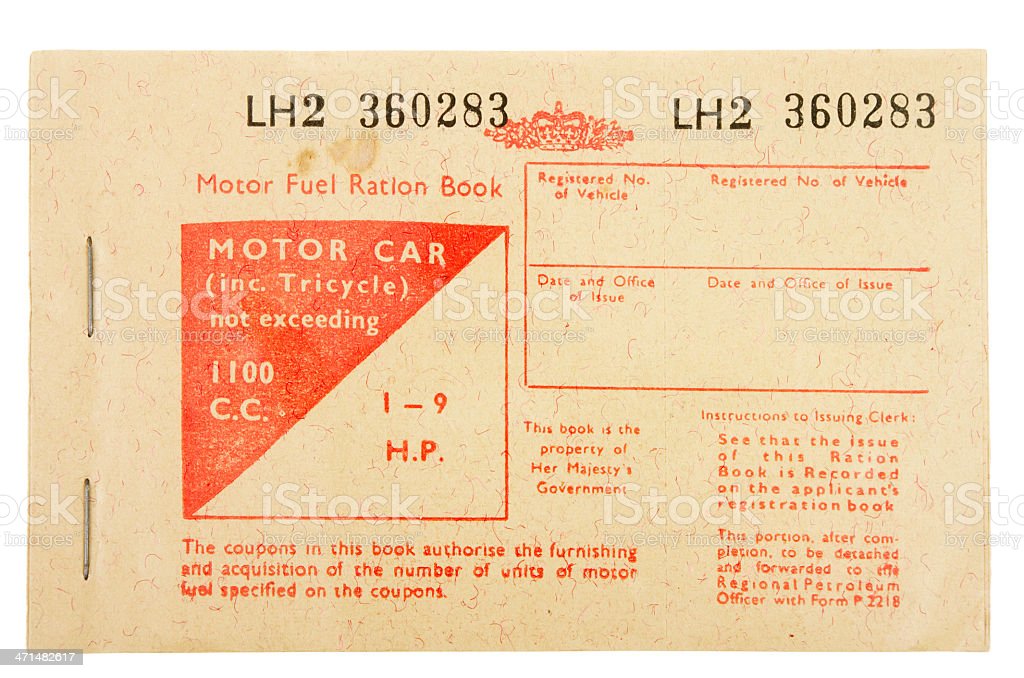 LH2 360283
LH2 360283
Motor Fuel Ration Book
MOTOR CAR
(inc. Tricycle)
not exceeding
1100
C.C.
1 – 9
H.P.
The coupons in this book authorise the furnishing
and acquisition of the number of units of motor
fuel specified on the coupons.
Registered No.
of Vehicle
Registered No. of Vehicle
Date and Office
of Issue
Date and Office of Issue
This book is the
property of
Her Majesty's
Government
Instructions to Issuing Clerk:
See that the issue
of this Ration
Book is Recorded
on the applicant's
registration book
This portion, after com-
pletion, to be detached
and forwarded to the
Regional Petroleum
Officer with Form P 2218
iStock
by Getty Images
471482617